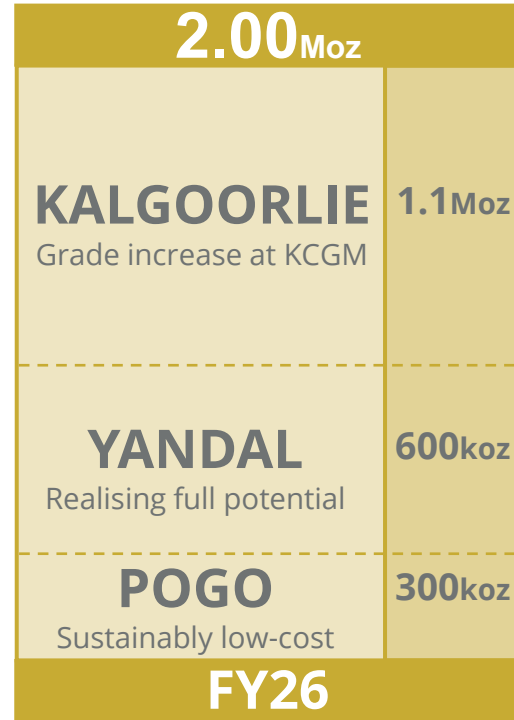 2.00Moz
KALGOORLIE 1.1Moz
Grade increase at KCGM
YANDAL 600koz
Realising full potential
POGO 300koz
Sustainably low-cost
FY26